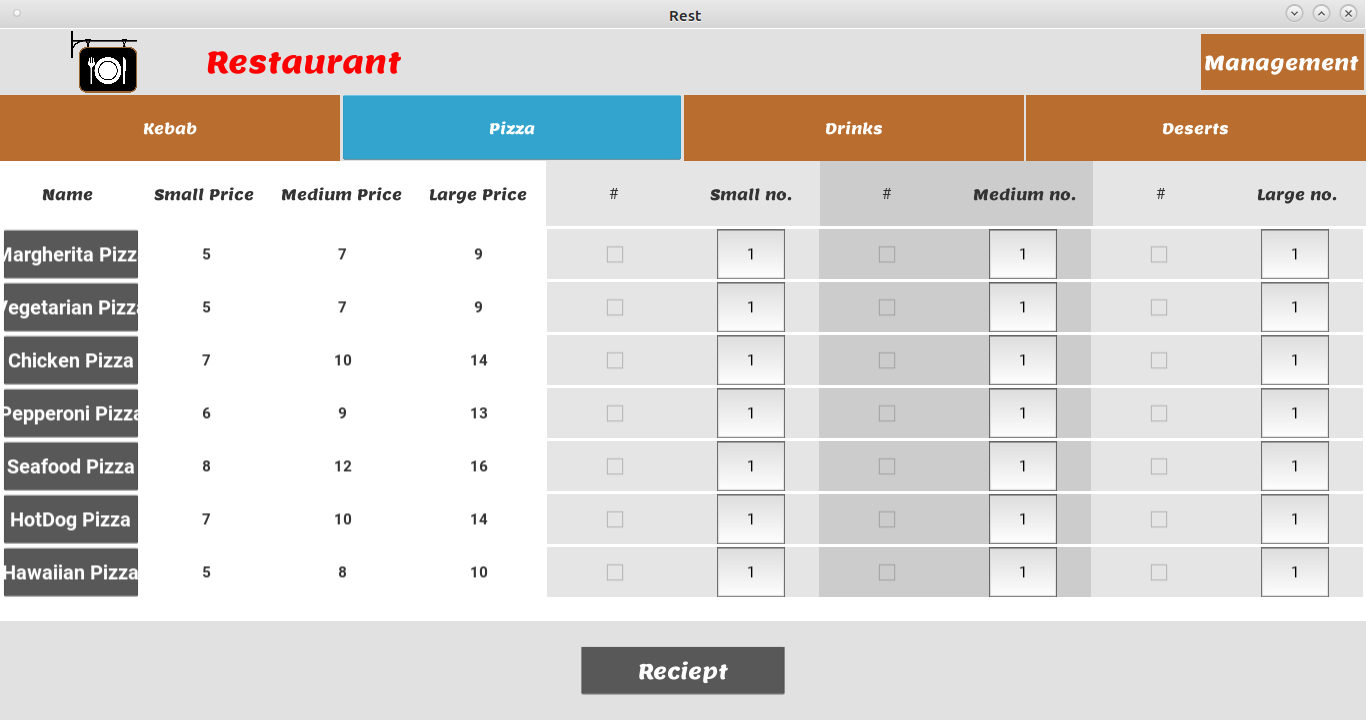 Rest
Restaurant Management
Kebab Pizza Drinks Deserts
Name Small Price Medium Price Large Price # Small no. # Medium no. # Large no.
Margherita Pizz 5 7 9 1 1 1
Vegetarian Pizza 5 7 9 1 1 1
Chicken Pizza 7 10 14 1 1 1
Pepperoni Pizza 6 9 13 1 1 1
Seafood Pizza 8 12 16 1 1 1
HotDog Pizza 7 10 14 1 1 1
Hawaiian Pizza 5 8 10 1 1 1
Reciept